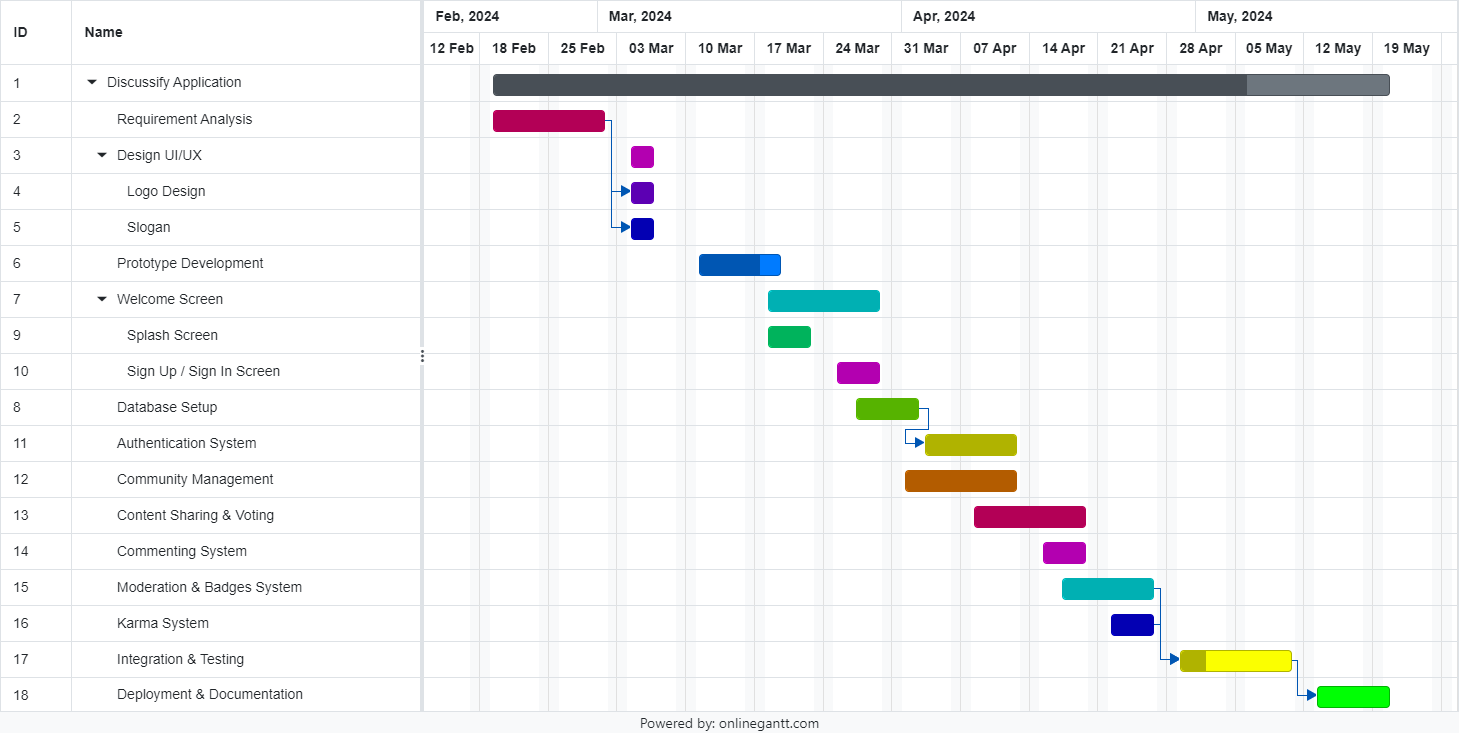 ID Name Feb, 2024 Mar, 2024 Apr, 2024 May, 2024
12 Feb 18 Feb 25 Feb 03 Mar 10 Mar 17 Mar 24 Mar 31 Mar 07 Apr 14 Apr 21 Apr 28 Apr 05 May 12 May 19 May
1 Discussify Application
2 Requirement Analysis
3 Design UI/UX
4 Logo Design
5 Slogan
6 Prototype Development
7 Welcome Screen
9 Splash Screen
10 Sign Up / Sign In Screen
8 Database Setup
11 Authentication System
12 Community Management
13 Content Sharing & Voting
14 Commenting System
15 Moderation & Badges System
16 Karma System
17 Integration & Testing
18 Deployment & Documentation
Powered by: onlinegantt.com